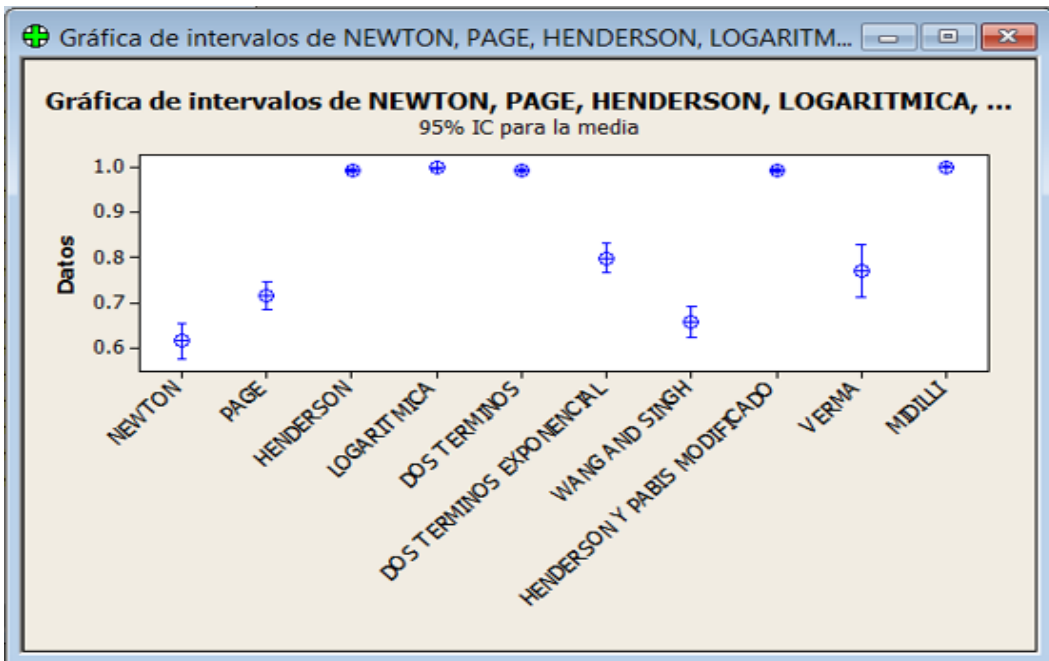 Gráfica de intervalos de NEWTON, PAGE, HENDERSON, LOGARITM...
Gráfica de intervalos de NEWTON, PAGE, HENDERSON, LOGARITMICA, ...
95% IC para la media
1.0
0.9
0.8
0.7
0.6
Datos
NEWTON
PAGE
HENDERSON
LOGARITMICA
DOS TERMINOS
DOS TERMINOS EXPONENCIAL
WANG AND SINGH
HENDERSON Y PABIS MODIFICADO
VERMA
MIDILLI